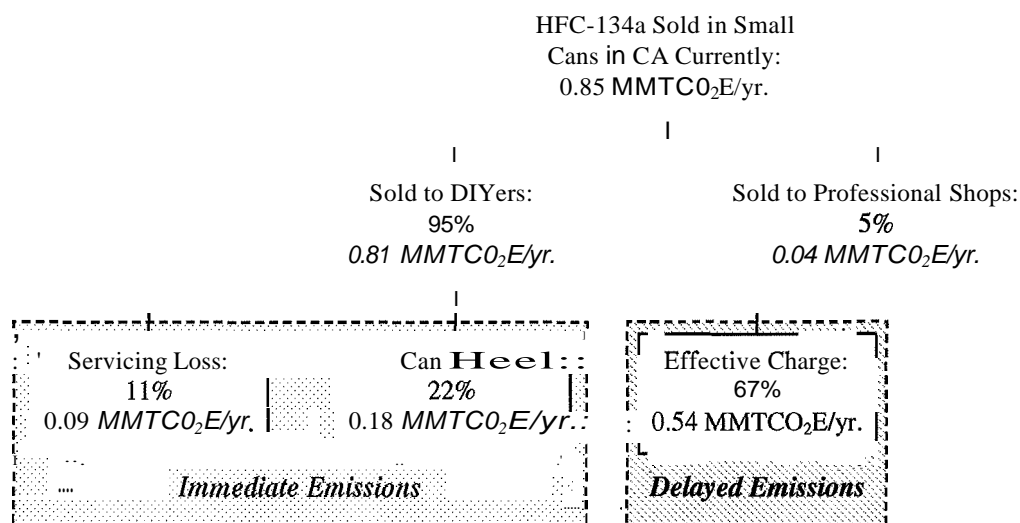 HFC-134a Sold in Small
Cans in CA Currently:
0.85 MMTC0₂E/yr.
Sold to DIYers:
95%
0.81 MMTC0₂E/yr.
Sold to Professional Shops:
5%
0.04 MMTC0₂E/yr.
Servicing Loss:
11%
0.09 MMTC0₂E/yr.
Can Heel:
22%
0.18 MMTC0₂E/yr.
Effective Charge:
67%
0.54 MMTCO₂E/yr.
Immediate Emissions
Delayed Emissions